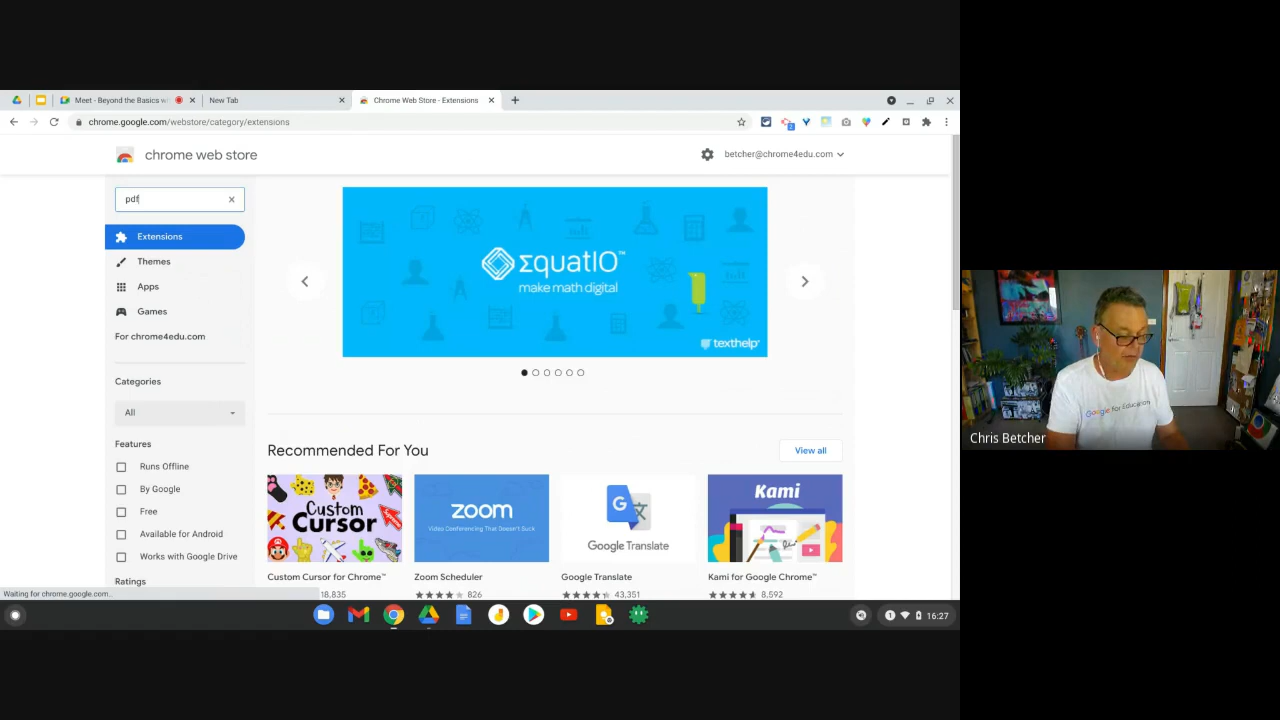 Meet - Beyond the Basics w
New Tab
Chrome Web Store - Extensions
chrome.google.com/webstore/category/extensions
2
chrome web store
betcher@chrome4edu.com
pdf
Extensions
Themes
Apps
Games
For chrome4edu.com
Categories
All
Features
Runs Offline
By Google
Free
Available for Android
Works with Google Drive
Ratings
ΣquatIO™
make math digital
texthelp
Recommended For You
View all
Custom
Cursor
zoom
Video Conferencing That Doesn't Suck
G
Google Translate
Kami
Custom Cursor for Chrome™
Zoom Scheduler
Google Translate
Kami for Google Chrome™
18,835
826
43,351
8,592
Waiting for chrome.google.com...
1
16:27
Google for Education
Chris Betcher